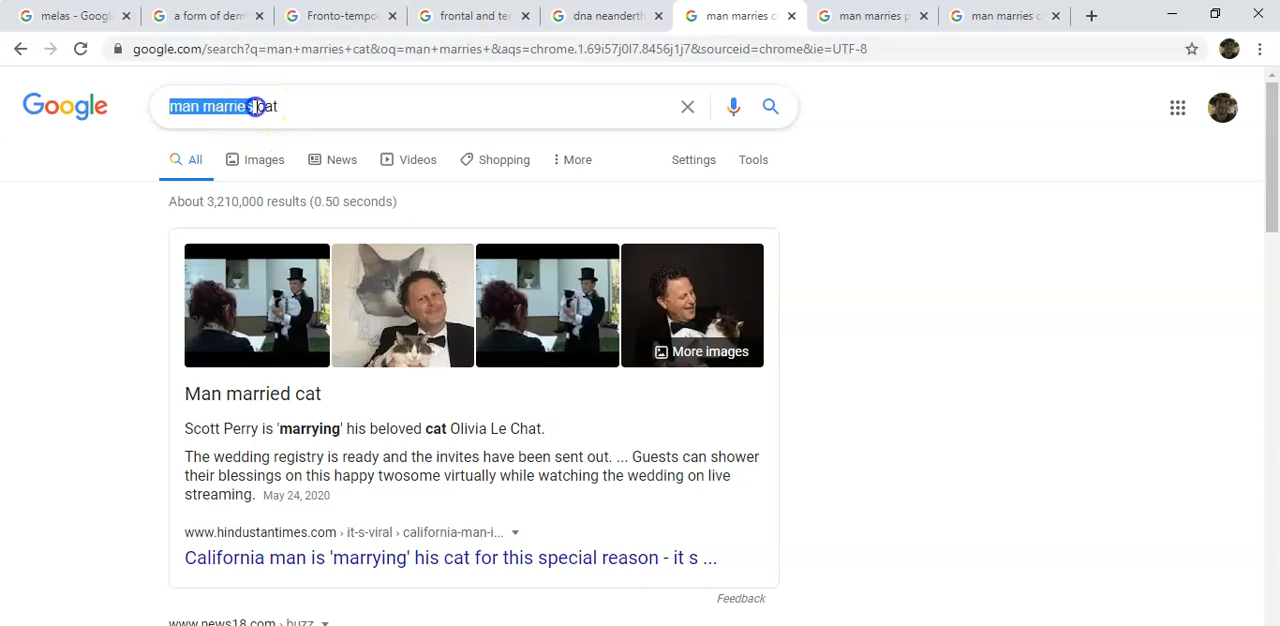 melas - Googl
a form of dem
Fronto-tempo
frontal and te
dna neanderth
man marries c
man marries p
man marries c
google.com/search?q=man+marries+cat&oq=man+marries+&aqs=chrome.1.69i57j0l7.8456j1j7&sourceid=chrome&ie=UTF-8
Google
man marries cat
All
Images
News
Videos
Shopping
More
Settings
Tools
About 3,210,000 results (0.50 seconds)
More images
Man married cat
Scott Perry is 'marrying' his beloved cat Olivia Le Chat.
The wedding registry is ready and the invites have been sent out. ... Guests can shower
their blessings on this happy twosome virtually while watching the wedding on live
streaming. May 24, 2020
www.hindustantimes.com › it-s-viral › california-man-i...
California man is 'marrying' his cat for this special reason - it s ...
Feedback
www.news18.com › buzz